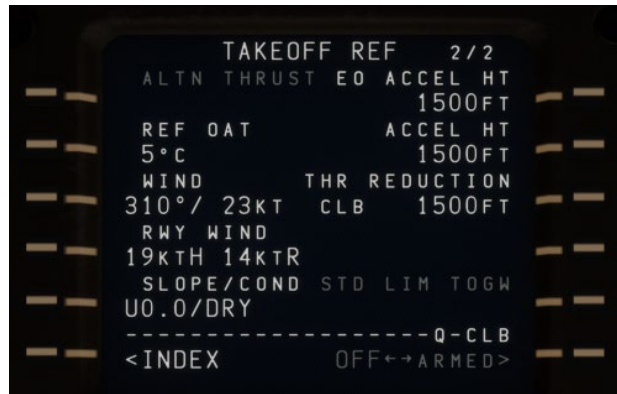 TAKEOFF REF 2/2
ALTN THRUST EO ACCEL HT
1500FT
REF OAT ACCEL HT
5°C 1500FT
WIND THR REDUCTION
310°/ 23KT CLB 1500FT
RWY WIND
19KTH 14KTR
SLOPE/COND STD LIM TOGW
U0.0/DRY
--------------------Q-CLB
<INDEX OFF←→ARMED>